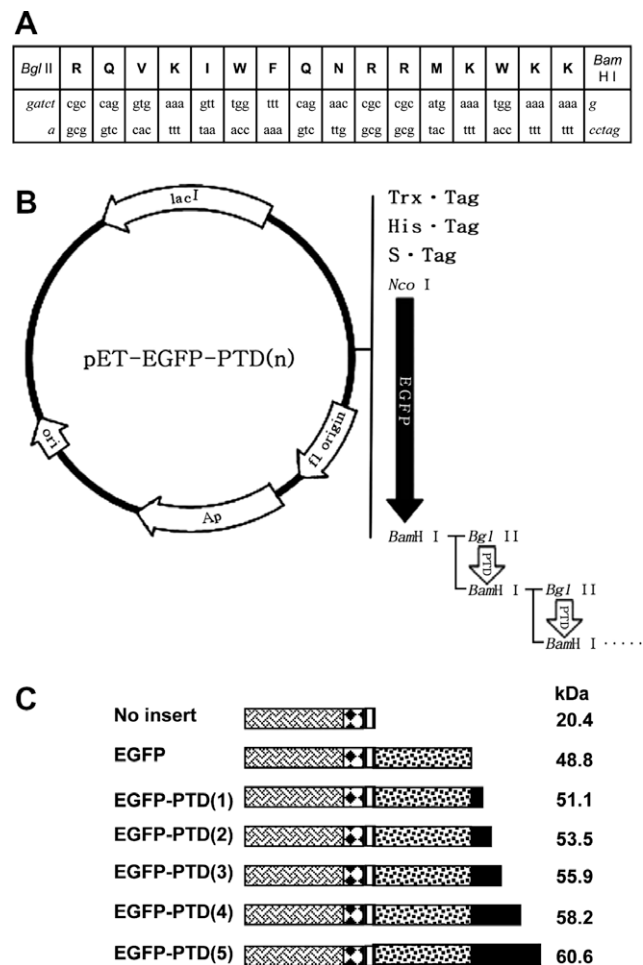 A
Bgl II R Q V K I W F Q N R R M K W K K Bam H I
gatct cgc cag gtg aaa gtt tgg ttt cag aac cgc cgc atg aaa tgg aaa aaa g
a gcg gtc cac ttt taa acc aaa gtc ttg gcg gcg tac ttt acc ttt ttt cctag
B
lacI
pET-EGFP-PTD(n)
ori
f1 origin
Ap
Trx · Tag
His · Tag
S · Tag
Nco I
EGFP
BamH I Bgl II
PTD
BamH I Bgl II
PTD
BamH I ·····
C
kDa
No insert 20.4
EGFP 48.8
EGFP-PTD(1) 51.1
EGFP-PTD(2) 53.5
EGFP-PTD(3) 55.9
EGFP-PTD(4) 58.2
EGFP-PTD(5) 60.6